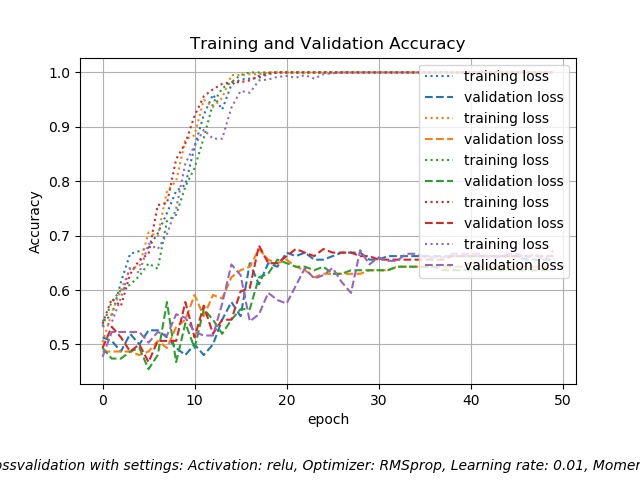 Training and Validation Accuracy
1.0
0.9
0.8
0.7
0.6
0.5
Accuracy
training loss
validation loss
training loss
validation loss
training loss
validation loss
training loss
validation loss
training loss
validation loss
0 10 20 30 40 50
epoch
ossvalidation with settings: Activation: relu, Optimizer: RMSprop, Learning rate: 0.01, Momen